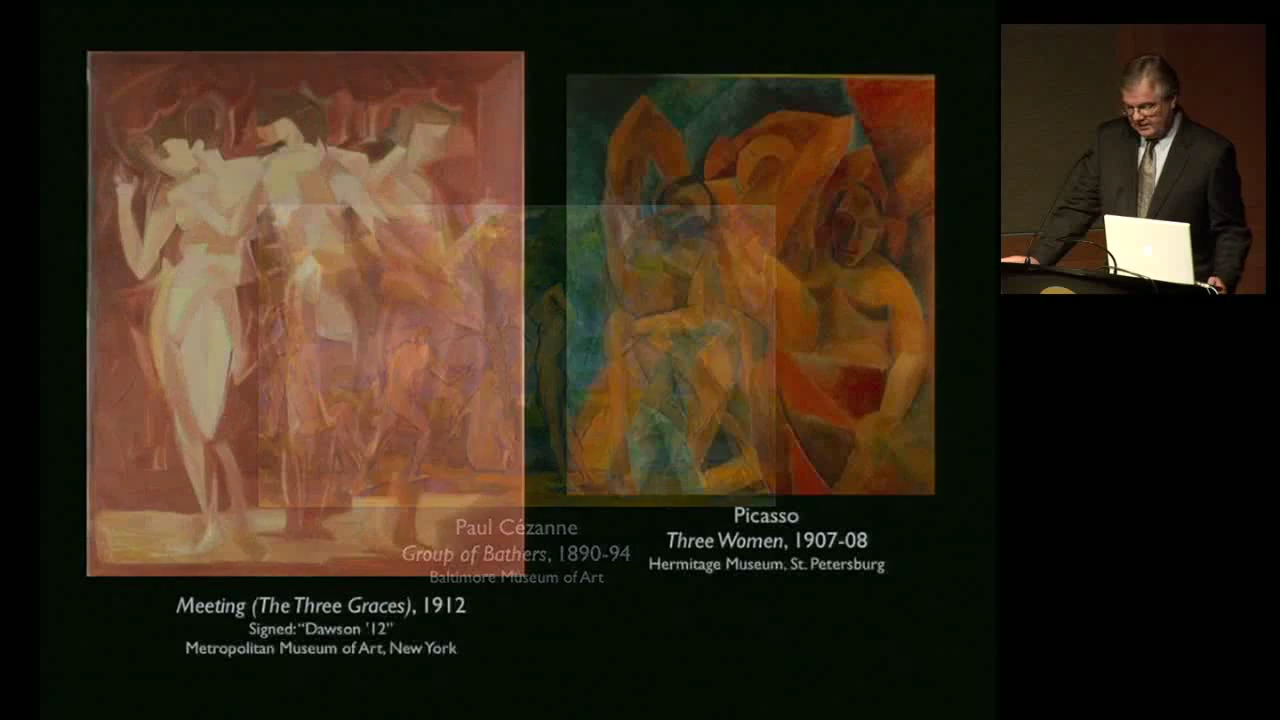 Paul Cézanne
Group of Bathers, 1890-94
Baltimore Museum of Art
Picasso
Three Women, 1907-08
Hermitage Museum, St. Petersburg
Meeting (The Three Graces), 1912
Signed: "Dawson '12"
Metropolitan Museum of Art, New York